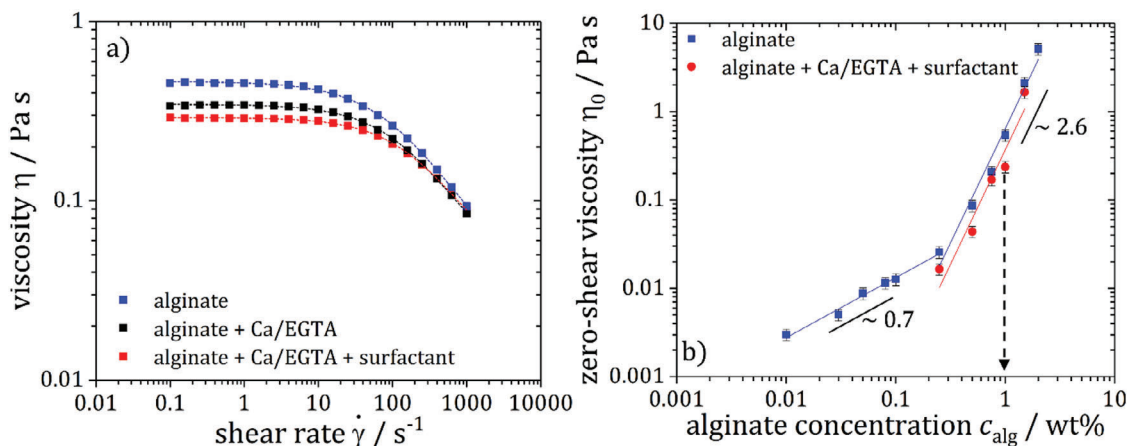 a)
viscosity η / Pa s
1
0.1
0.01
alginate
alginate + Ca/EGTA
alginate + Ca/EGTA + surfactant
0.01 0.1 1 10 100 1000 10000
shear rate γ̇ / s⁻¹
b)
zero-shear viscosity η₀ / Pa s
10
1
0.1
0.01
0.001
alginate
alginate + Ca/EGTA + surfactant
~ 2.6
~ 0.7
0.001 0.01 0.1 1 10
alginate concentration c_alg / wt%